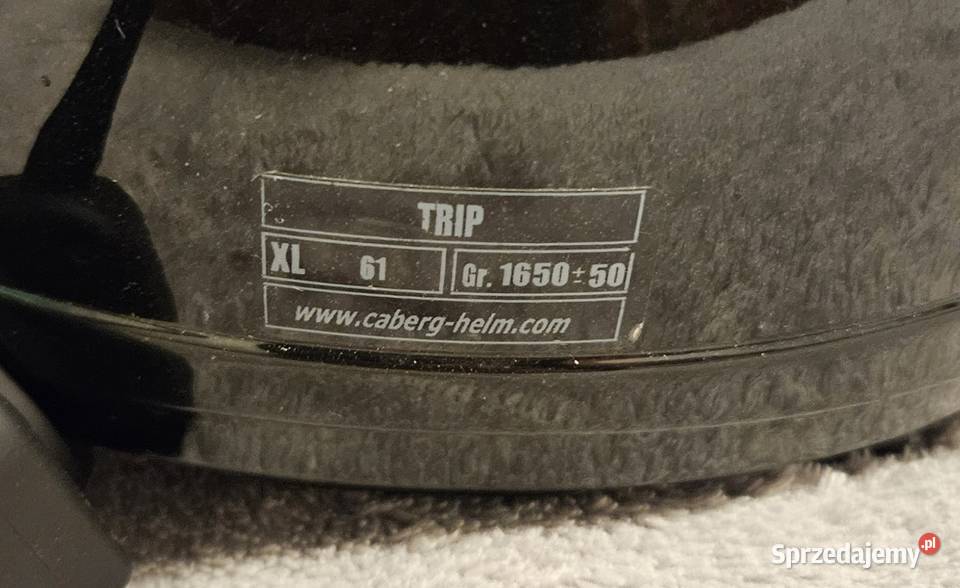 TRIP
XL 61 Gr. 1650 ± 50
www.caberg-helm.com
Sprzedajemy.pl